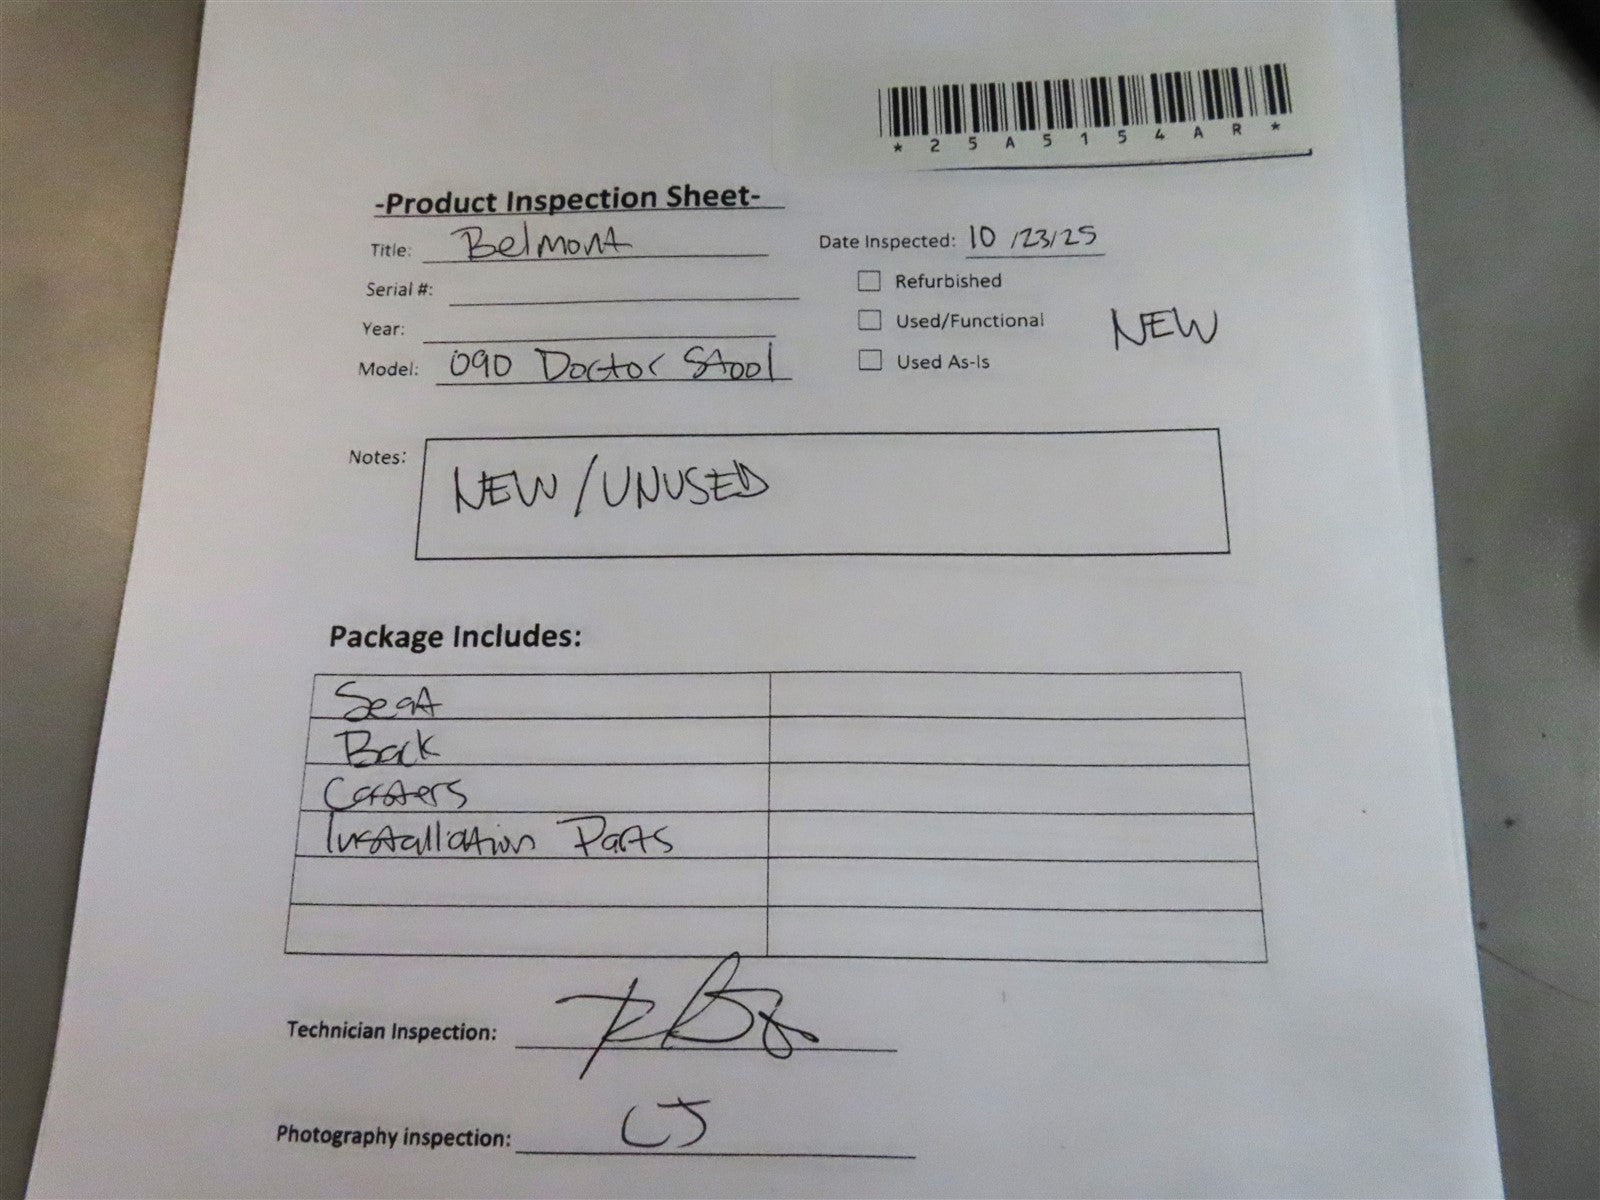 *25A5154AR*
-Product Inspection Sheet-
Title: Belmont
Date Inspected: 10/23/25
Serial #:
Refurbished
Year:
Used/Functional
NEW
Model: 090 Doctor Stool
Used As-Is
Notes: NEW/UNUSED
Package Includes:
Seat
Back
Casters
Installation Parts
Technician Inspection:
Photography inspection: CJ